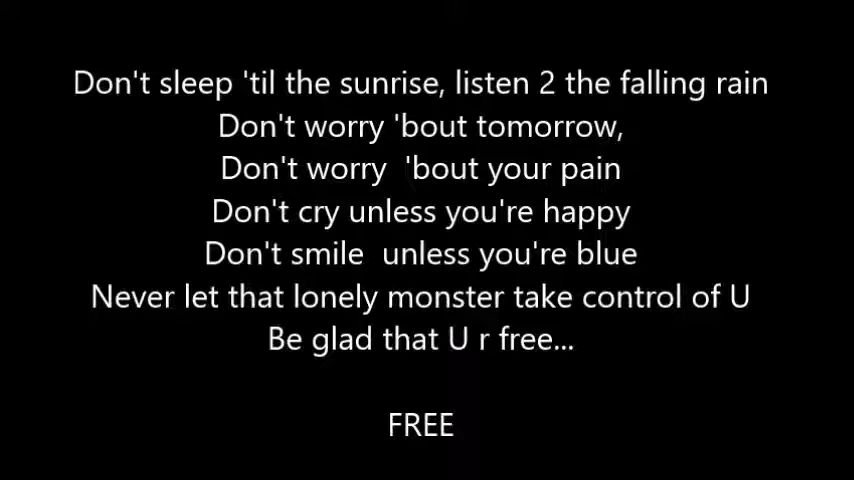 Don't sleep 'til the sunrise, listen 2 the falling rain
Don't worry 'bout tomorrow,
Don't worry  'bout your pain
Don't cry unless you're happy
Don't smile  unless you're blue
Never let that lonely monster take control of U
Be glad that U r free...
FREE